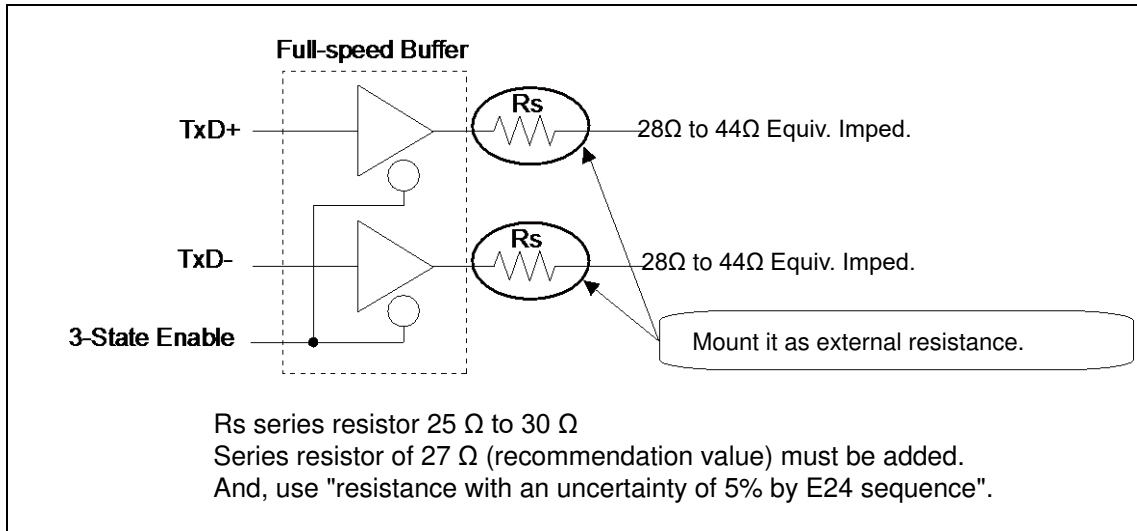 Full-speed Buffer
Rs
TxD+
28Ω to 44Ω Equiv. Imped.
Rs
TxD-
28Ω to 44Ω Equiv. Imped.
3-State Enable
Mount it as external resistance.
Rs series resistor 25 Ω to 30 Ω
Series resistor of 27 Ω (recommendation value) must be added.
And, use "resistance with an uncertainty of 5% by E24 sequence".